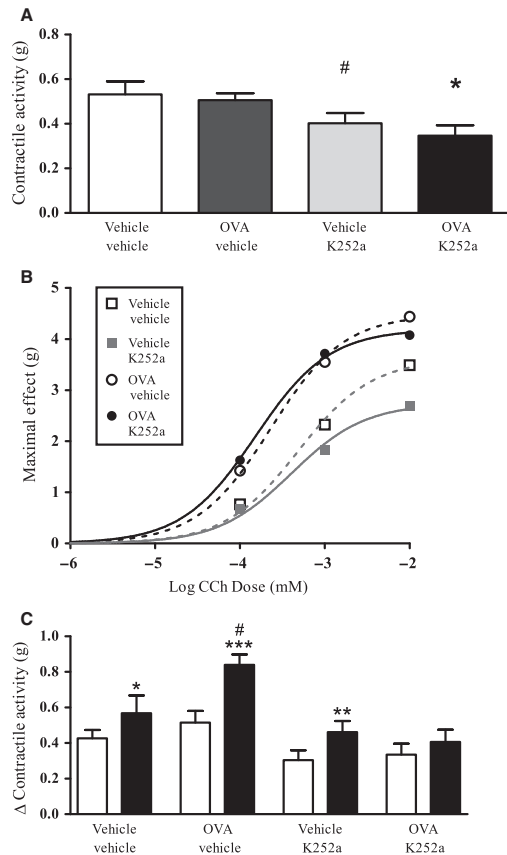 A
Contractile activity (g)
0.8
0.6
0.4
0.2
0.0
#
*
Vehicle
vehicle
OVA
vehicle
Vehicle
K252a
OVA
K252a
B
Maximal effect (g)
5
4
3
2
1
0
Vehicle
vehicle
Vehicle
K252a
OVA
vehicle
OVA
K252a
−6
−5
−4
−3
−2
Log CCh Dose (mM)
C
Δ Contractile activity (g)
1.0
0.8
0.6
0.4
0.2
0.0
*
#
***
**
Vehicle
vehicle
OVA
vehicle
Vehicle
K252a
OVA
K252a